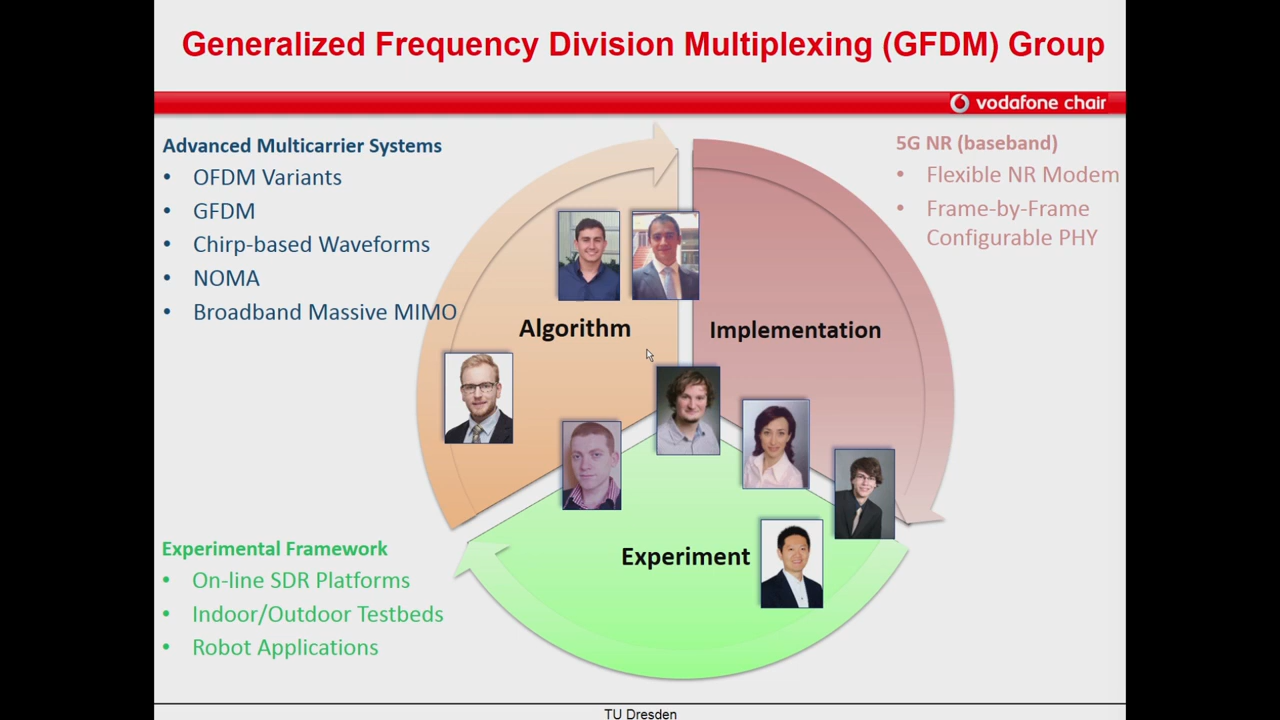 Generalized Frequency Division Multiplexing (GFDM) Group
vodafone chair
Advanced Multicarrier Systems
• OFDM Variants
• GFDM
• Chirp-based Waveforms
• NOMA
• Broadband Massive MIMO
5G NR (baseband)
• Flexible NR Modem
• Frame-by-Frame
Configurable PHY
Algorithm
Implementation
Experiment
Experimental Framework
• On-line SDR Platforms
• Indoor/Outdoor Testbeds
• Robot Applications
TU Dresden